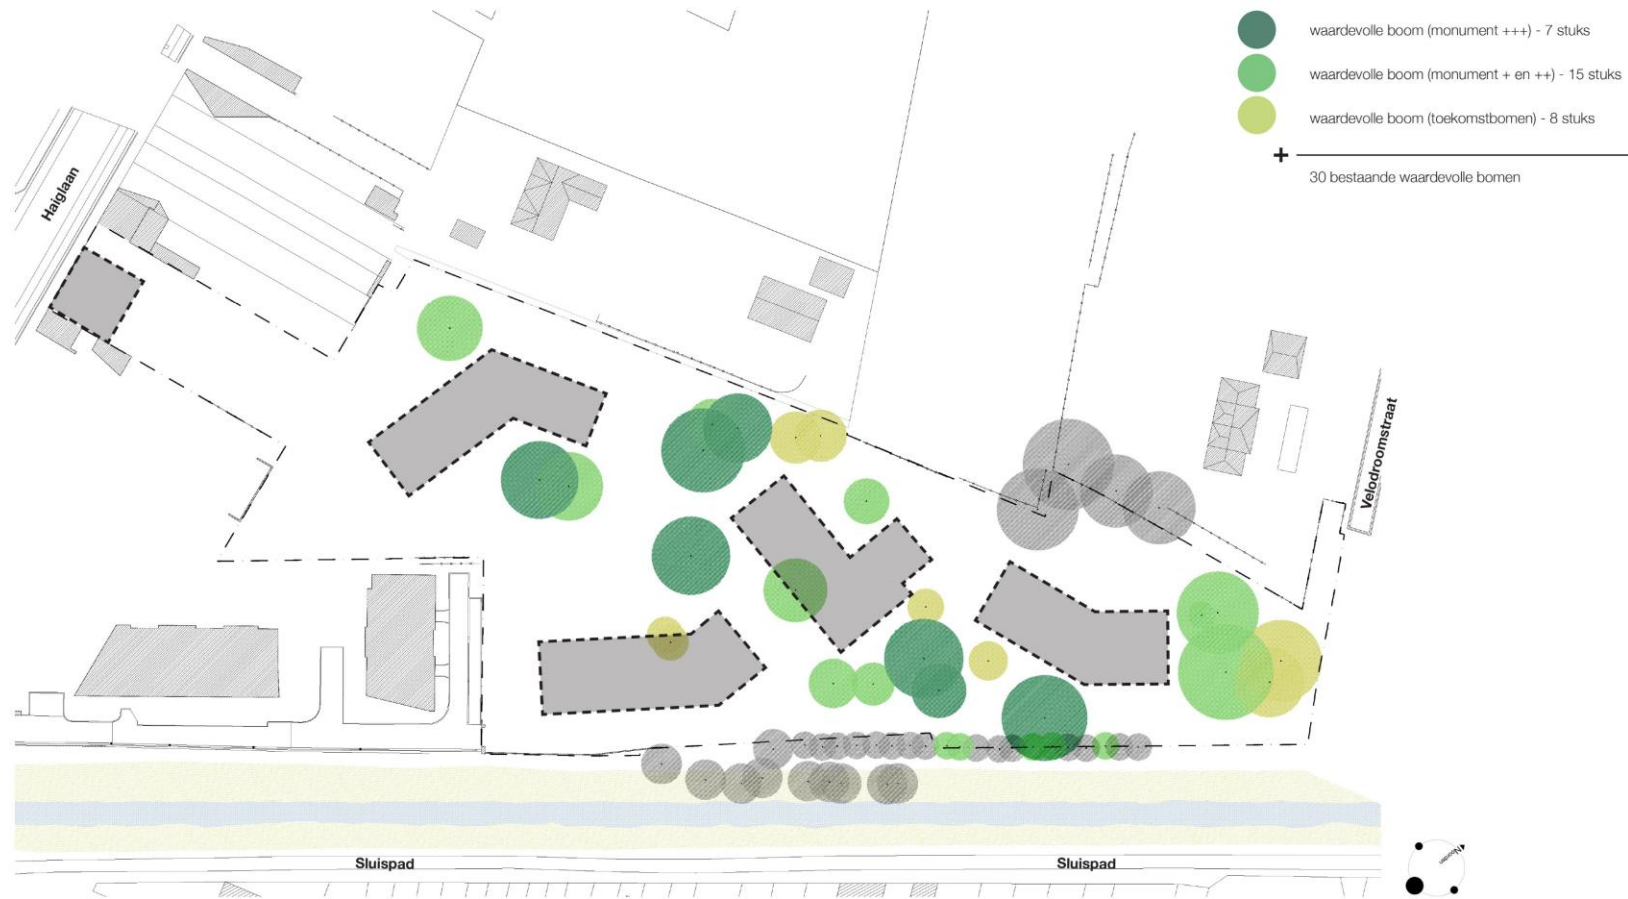 waardevolle boom (monument +++) - 7 stuks
waardevolle boom (monument + en ++) - 15 stuks
waardevolle boom (toekomstbomen) - 8 stuks
+
30 bestaande waardevolle bomen
Haiglaan
Velodroomstraat
Sluispad
Sluispad
N